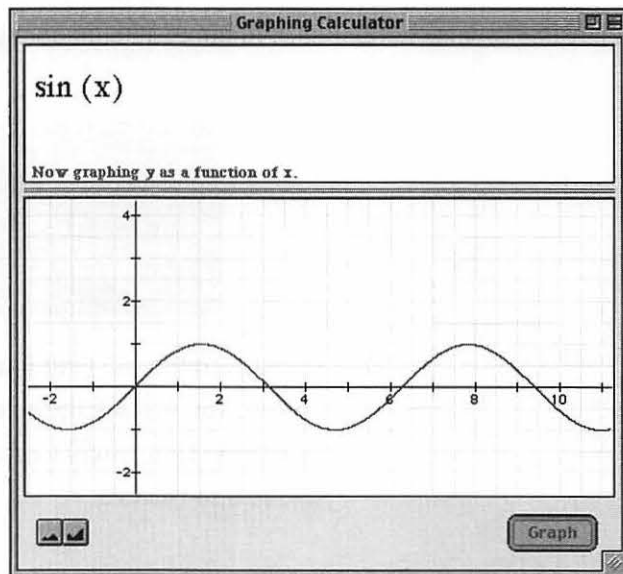 Graphing Calculator
sin (x)
Now graphing y as a function of x.
4
2
-2 2 4 6 8 10
-2
Graph